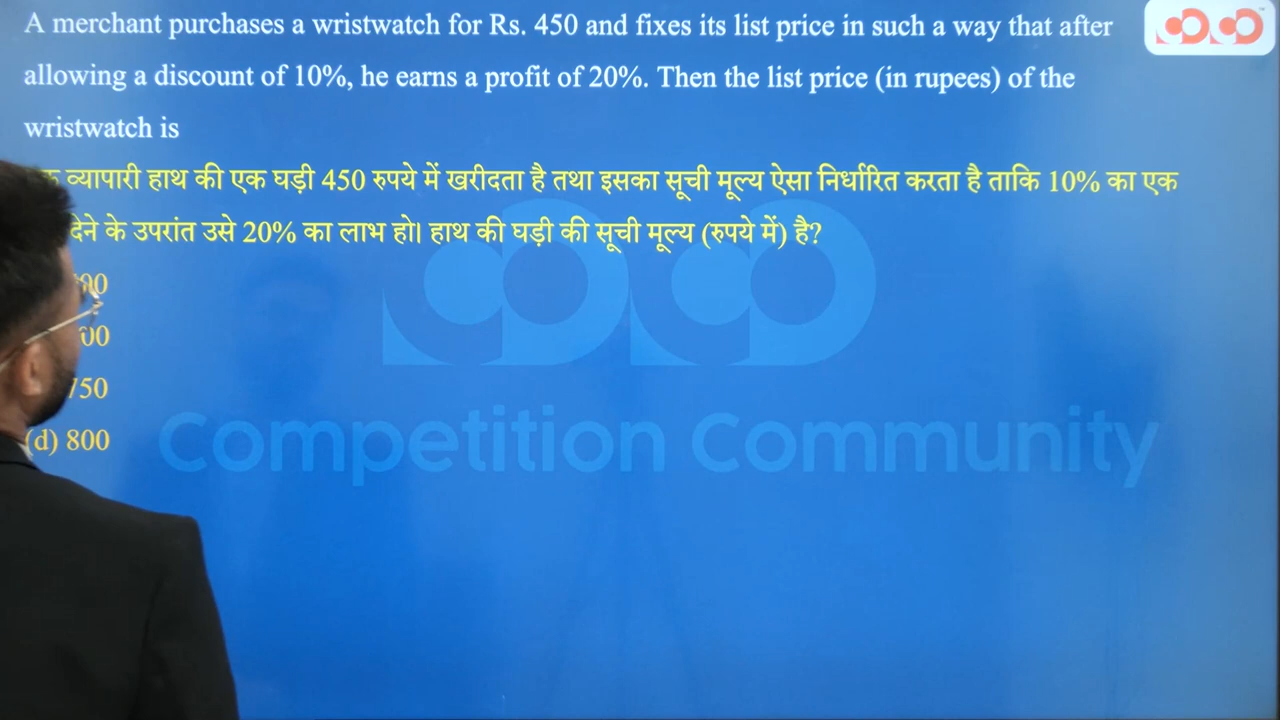 A merchant purchases a wristwatch for Rs. 450 and fixes its list price in such a way that after
allowing a discount of 10%, he earns a profit of 20%. Then the list price (in rupees) of the
wristwatch is
व्यापारी हाथ की एक घड़ी 450 रुपये में खरीदता है तथा इसका सूची मूल्य ऐसा निर्धारित करता है ताकि 10% का एक
देने के उपरांत उसे 20% का लाभ हो। हाथ की घड़ी की सूची मूल्य (रुपये में) है?
750
(d) 800
Competition Community